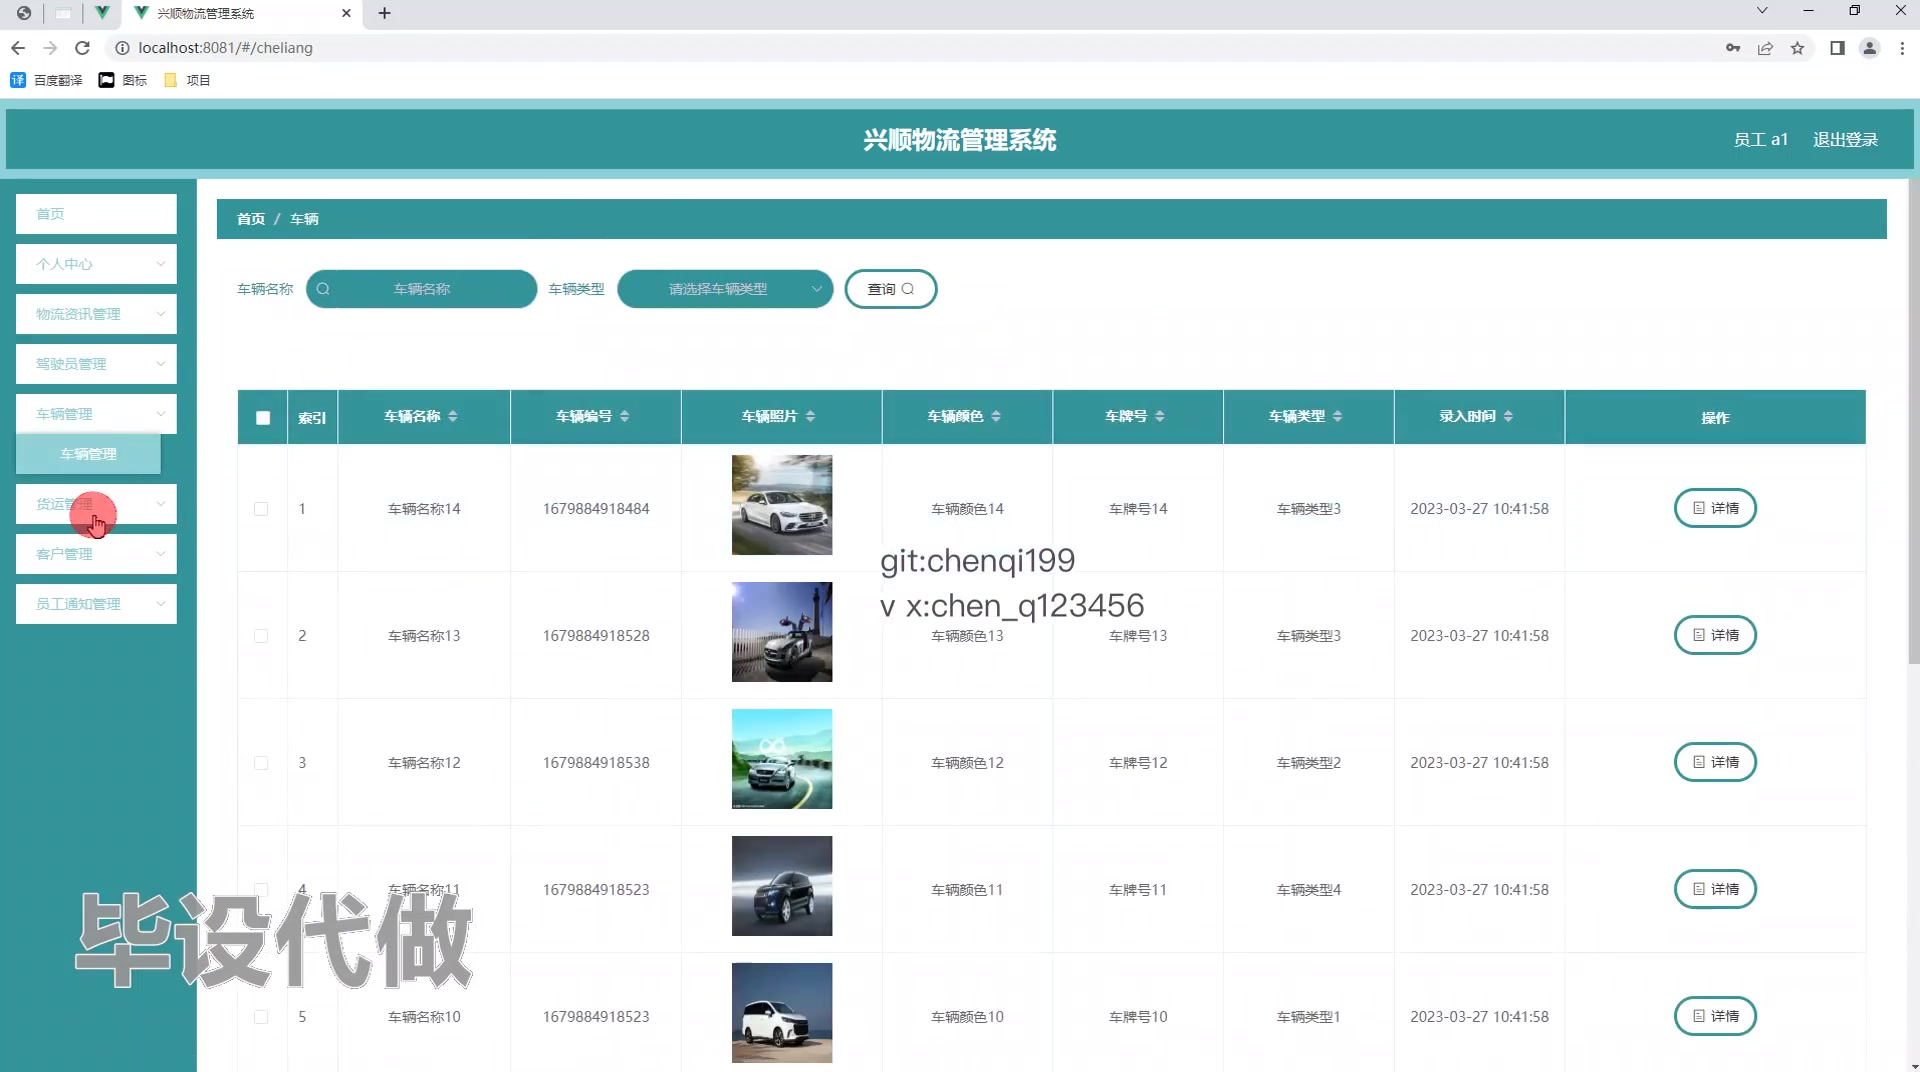 兴顺物流管理系统
localhost:8081/#/cheliang
百度翻译 图标 项目
兴顺物流管理系统
员工 a1 退出登录
首页
个人中心
物流资讯管理
驾驶员管理
车辆管理
车辆管理
货运管理
客户管理
员工通知管理
首页 / 车辆
车辆名称 车辆名称 车辆类型 请选择车辆类型 查询
索引 车辆名称 车辆编号 车辆照片 车辆颜色 车牌号 车辆类型 录入时间 操作
1 车辆名称14 1679884918484 车辆颜色14 车牌号14 车辆类型3 2023-03-27 10:41:58 详情
git:chenqi199
v x:chen_q123456
2 车辆名称13 1679884918528 车辆颜色13 车牌号13 车辆类型3 2023-03-27 10:41:58 详情
3 车辆名称12 1679884918538 车辆颜色12 车牌号12 车辆类型2 2023-03-27 10:41:58 详情
4 车辆名称11 1679884918523 车辆颜色11 车牌号11 车辆类型4 2023-03-27 10:41:58 详情
毕设代做
5 车辆名称10 1679884918523 车辆颜色10 车牌号10 车辆类型1 2023-03-27 10:41:58 详情